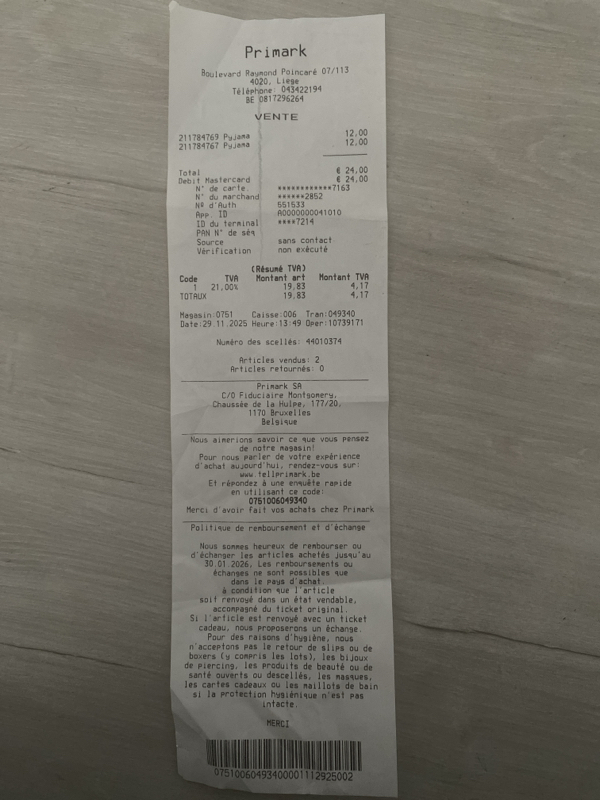 Primark
Boulevard Raymond Poincaré 07/113
4020, Liege
Téléphone: 043422194
BE 0817296264
VENTE
211784769 Pyjama 12,00
211784767 Pyjama 12,00
Total € 24,00
Debit Mastercard € 24,00
N° de carte. ************7163
N° du marchand ******2852
Nº d'Auth 551533
App. ID A0000000041010
ID du terminal ****7214
PAN N° de séq
Source sans contact
Vérification non exécuté
(Résumé TVA)
Code TVA Montant art Montant TVA
1 21,00% 19,83 4,17
TOTAUX 19,83 4,17
Magasin:0751 Caisse:006 Tran:049340
Date:29.11.2025 Heure:13:49 Oper:10739171
Numéro des scellés: 44010374
Articles vendus: 2
Articles retournés: 0
Primark SA
C/O Fiduciaire Montgomery,
Chaussée de la Hulpe, 177/20,
1170 Bruxelles
Belgique
Nous aimerions savoir ce que vous pensez
de notre magasin!
Pour nous parler de votre expérience
d'achat aujourd'hui, rendez-vous sur:
www.tellprimark.be
Et répondez à une enquête rapide
en utilisant ce code:
0751006049340
Merci d'avoir fait vos achats chez Primark
Politique de remboursement et d'échange
Nous sommes heureux de rembourser ou
d'échanger les articles achetés jusqu'au
30.01.2026. Les remboursements ou
échanges ne sont possibles que
dans le pays d'achat.
à condition que l'article
soit renvoyé dans un état vendable,
accompagné du ticket original.
Si l'article est renvoyé avec un ticket
cadeau, nous proposerons un échange.
Pour des raisons d'hygiène, nous
n'acceptons pas le retour de slips ou de
boxers (y compris les lots), les bijoux
de piercing, les produits de beauté ou de
santé ouverts ou descellés, les masques,
les cartes cadeaux ou les maillots de bain
si la protection hygiénique n'est pas
intacte.
MERCI
07510060493400001112925002